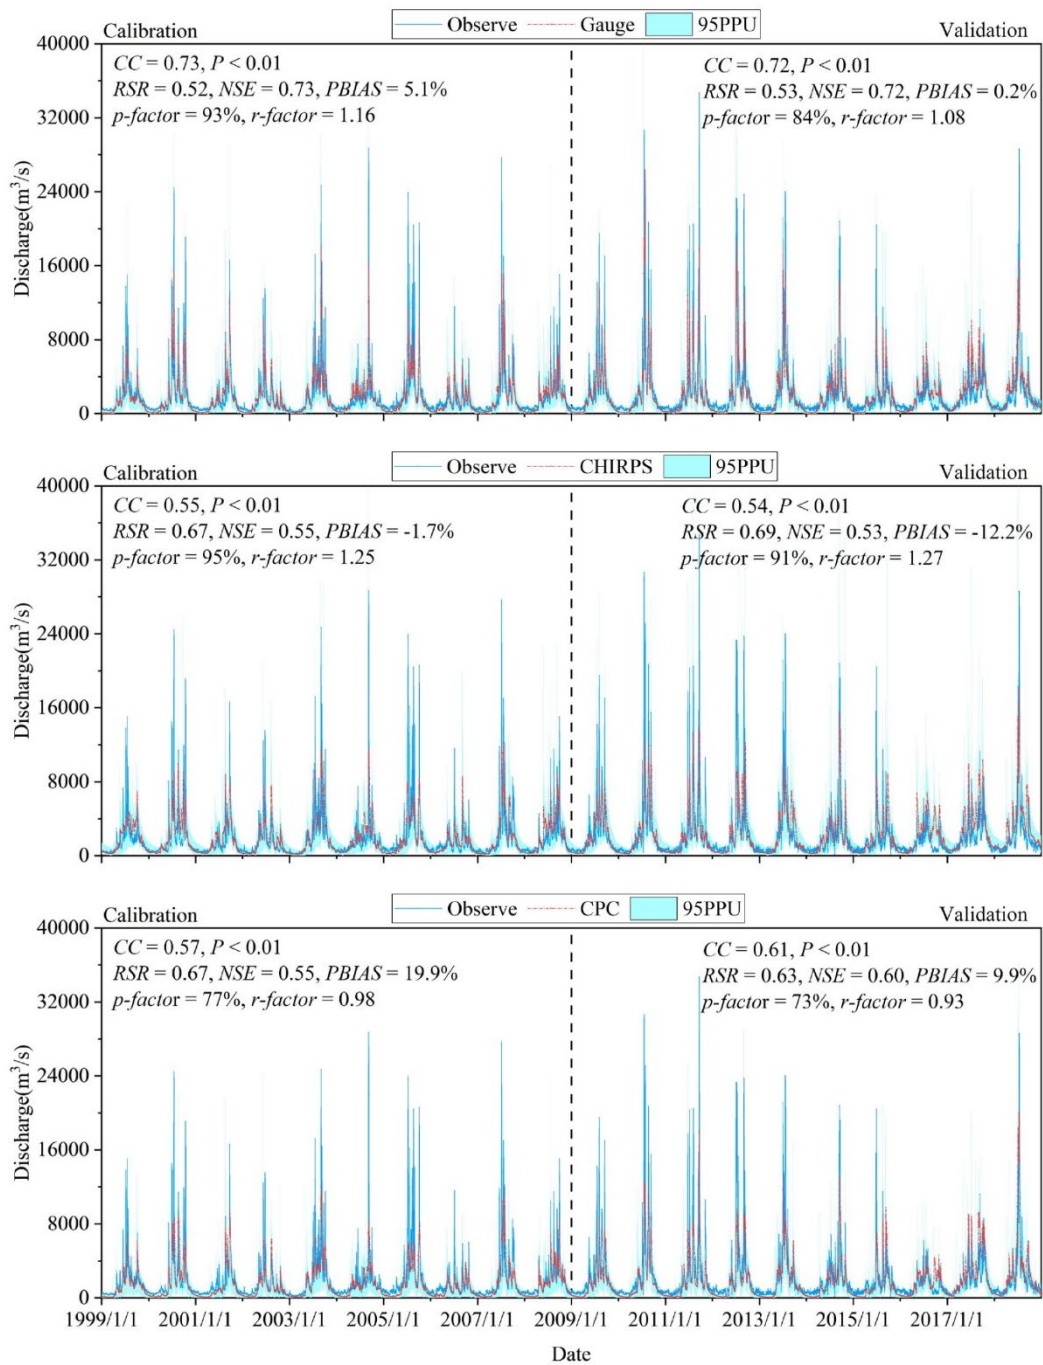 Observe Gauge 95PPU
Calibration Validation
40000
CC = 0.73, P < 0.01
RSR = 0.52, NSE = 0.73, PBIAS = 5.1%
p-factor = 93%, r-factor = 1.16
CC = 0.72, P < 0.01
RSR = 0.53, NSE = 0.72, PBIAS = 0.2%
p-factor = 84%, r-factor = 1.08
32000
24000
16000
8000
0
Discharge(m³/s)
Observe CHIRPS 95PPU
Calibration Validation
40000
CC = 0.55, P < 0.01
RSR = 0.67, NSE = 0.55, PBIAS = -1.7%
p-factor = 95%, r-factor = 1.25
CC = 0.54, P < 0.01
RSR = 0.69, NSE = 0.53, PBIAS = -12.2%
p-factor = 91%, r-factor = 1.27
32000
24000
16000
8000
0
Discharge(m³/s)
Observe CPC 95PPU
Calibration Validation
40000
CC = 0.57, P < 0.01
RSR = 0.67, NSE = 0.55, PBIAS = 19.9%
p-factor = 77%, r-factor = 0.98
CC = 0.61, P < 0.01
RSR = 0.63, NSE = 0.60, PBIAS = 9.9%
p-factor = 73%, r-factor = 0.93
32000
24000
16000
8000
0
Discharge(m³/s)
1999/1/1 2001/1/1 2003/1/1 2005/1/1 2007/1/1 2009/1/1 2011/1/1 2013/1/1 2015/1/1 2017/1/1
Date